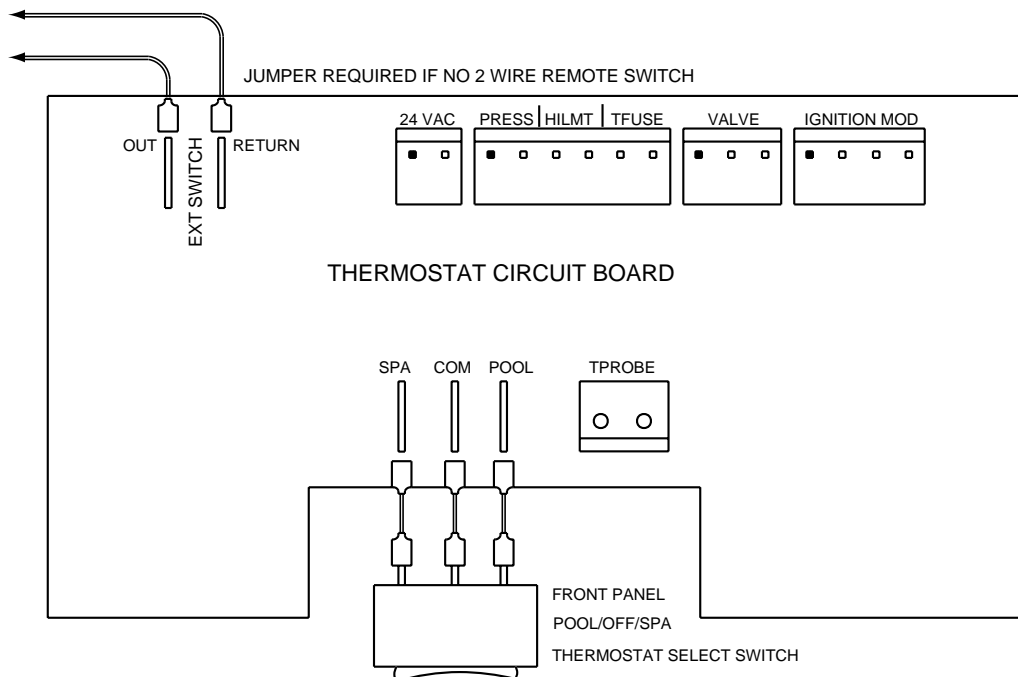 JUMPER REQUIRED IF NO 2 WIRE REMOTE SWITCH
24 VAC
PRESS
HILMT
TFUSE
VALVE
IGNITION MOD
OUT
EXT SWITCH
RETURN
THERMOSTAT CIRCUIT BOARD
SPA
COM
POOL
TPROBE
FRONT PANEL
POOL/OFF/SPA
THERMOSTAT SELECT SWITCH